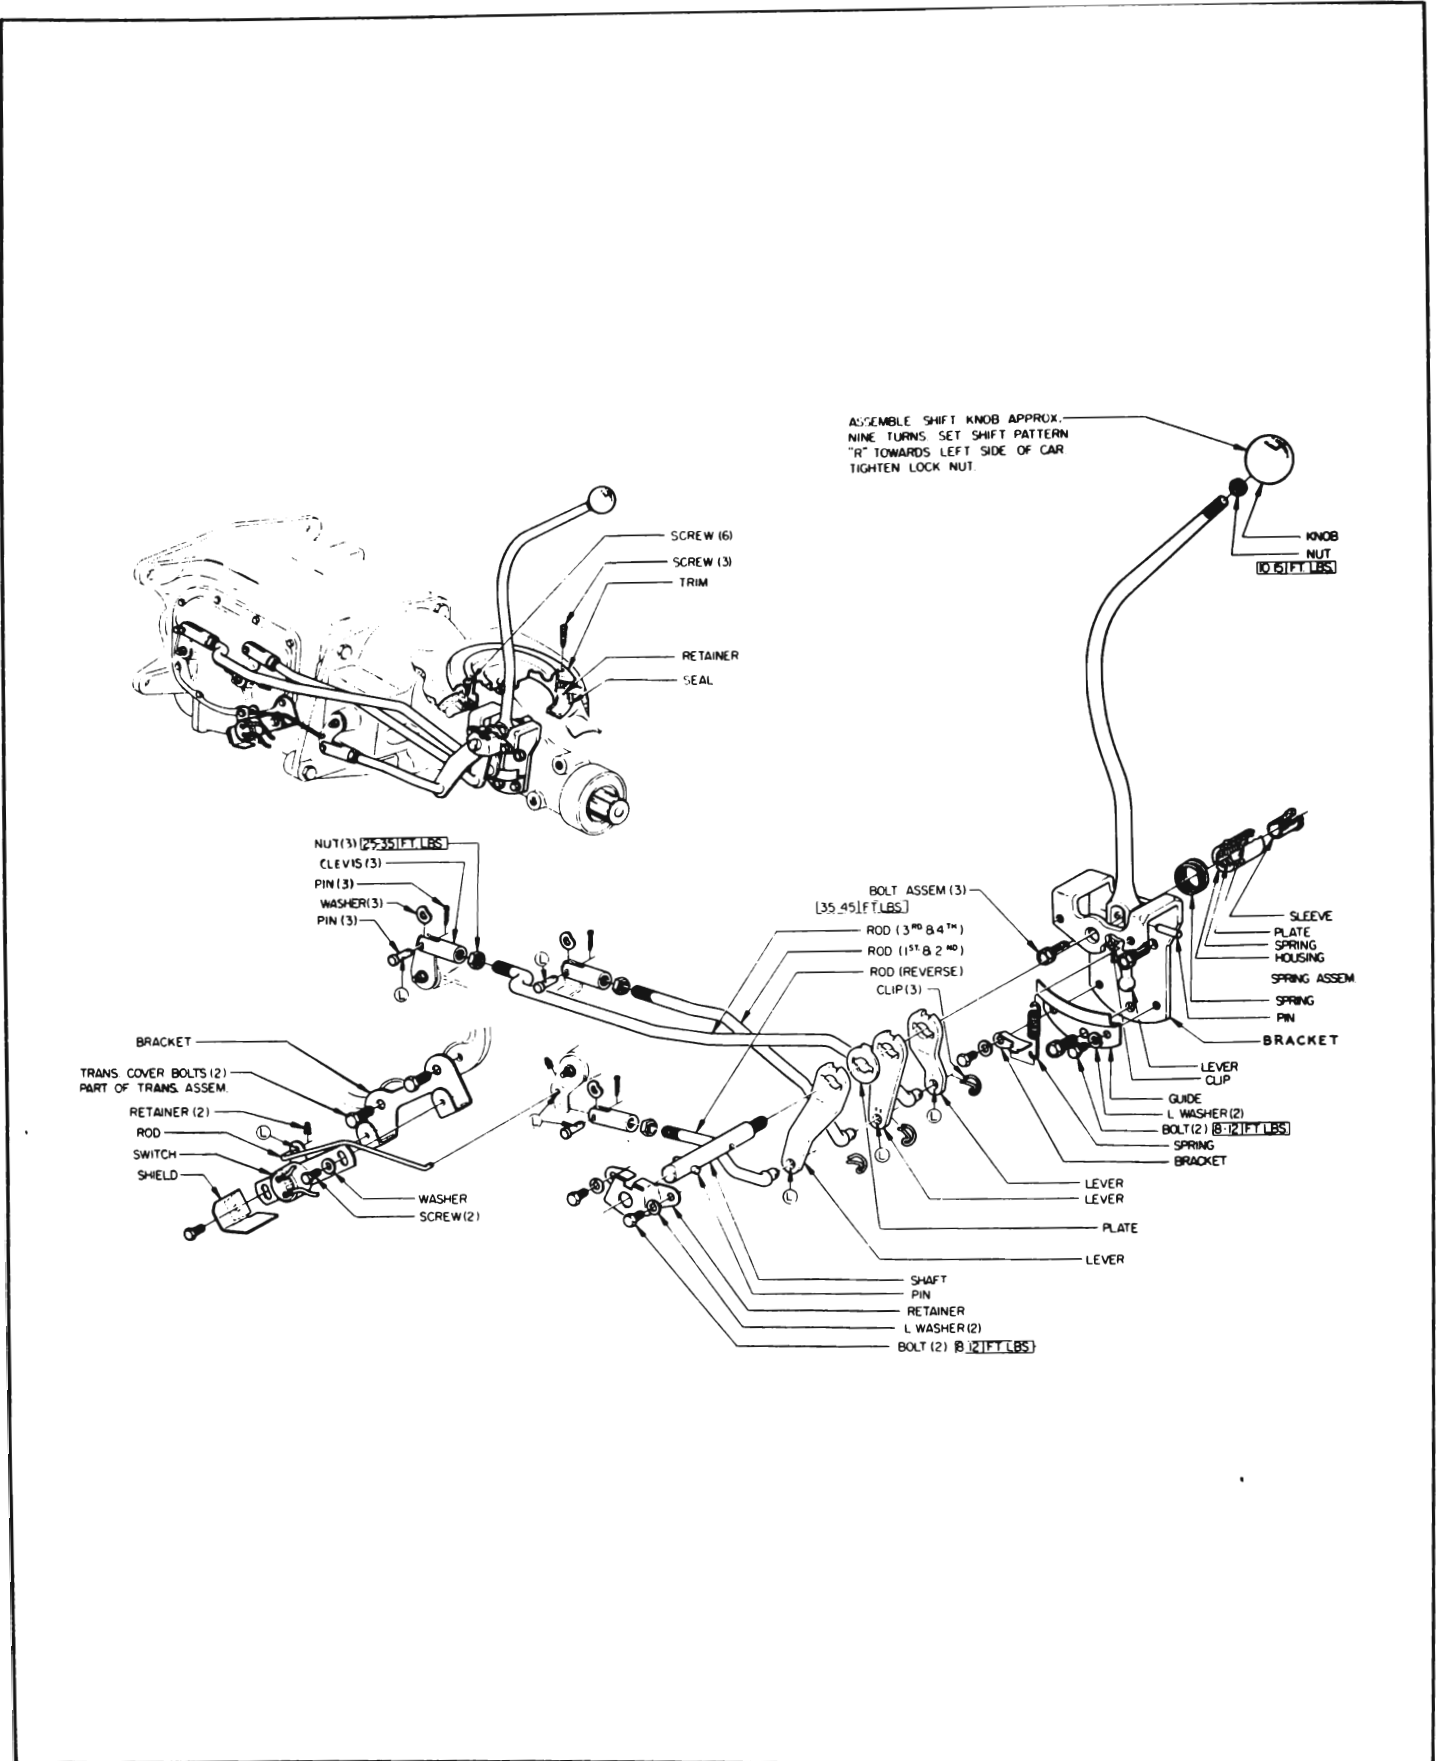 ASSEMBLE SHIFT KNOB APPROX.
NINE TURNS. SET SHIFT PATTERN
"R" TOWARDS LEFT SIDE OF CAR.
TIGHTEN LOCK NUT.
KNOB
NUT
10 15 FT LBS
SCREW (6)
SCREW (3)
TRIM
RETAINER
SEAL
NUT(3) 25-35 FT. LBS
CLEVIS (3)
PIN (3)
WASHER(3)
PIN (3)
L
L
BOLT ASSEM (3)
35 45 FT LBS
ROD (3RD & 4TH)
ROD (1ST. & 2ND)
ROD (REVERSE)
CLIP (3)
SLEEVE
PLATE
SPRING
HOUSING
SPRING ASSEM.
SPRING
PIN
BRACKET
LEVER
CLIP
GUIDE
L WASHER (2)
BOLT(2) 8-12 FT LBS
SPRING
BRACKET
BRACKET
TRANS. COVER BOLTS (2)
PART OF TRANS. ASSEM.
RETAINER (2)
L
ROD
SWITCH
SHIELD
WASHER
SCREW (2)
L
L
L
L
LEVER
LEVER
PLATE
LEVER
SHAFT
PIN
RETAINER
L WASHER (2)
BOLT (2) 8 12 FT LBS